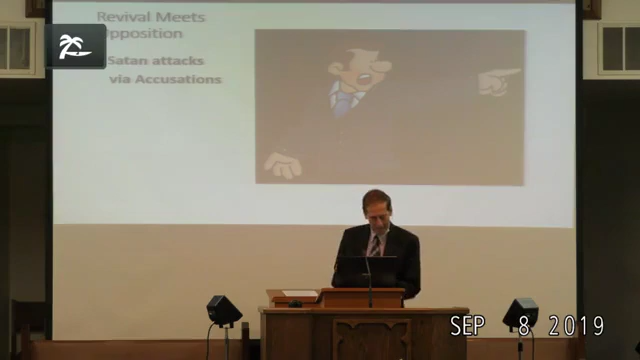 Revival Meets
Opposition
Satan attacks
via Accusations
SEP 8 2019